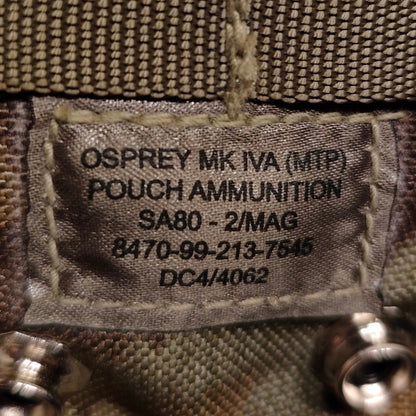 OSPREY MK IVA (MTP)
POUCH AMMUNITION
SA80 - 2/MAG
8470-99-213-7545
DC4/4062